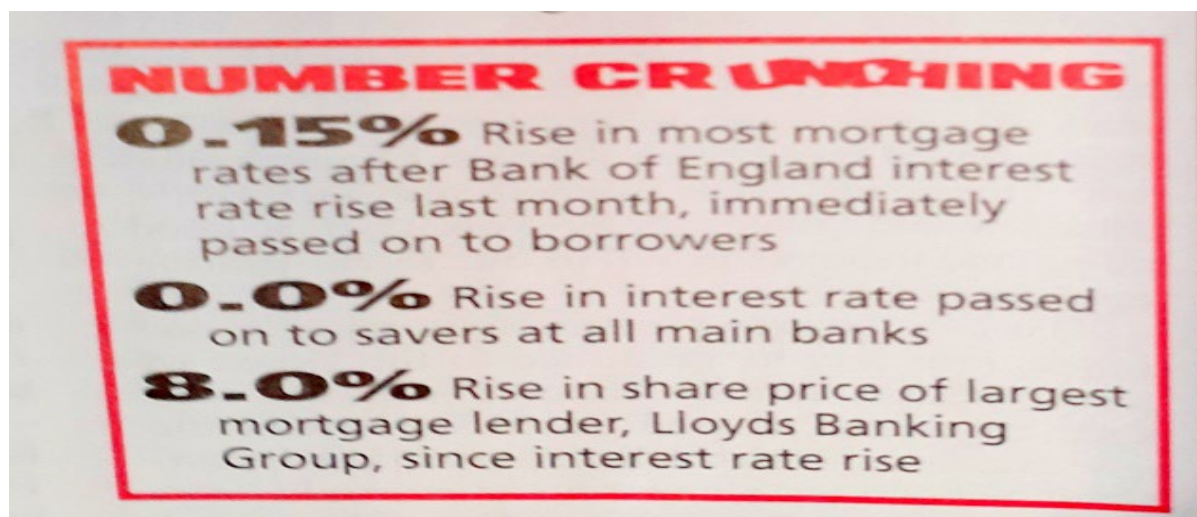 NUMBER CRUNCHING
0.15% Rise in most mortgage
rates after Bank of England interest
rate rise last month, immediately
passed on to borrowers
0.0% Rise in interest rate passed
on to savers at all main banks
8.0% Rise in share price of largest
mortgage lender, Lloyds Banking
Group, since interest rate rise